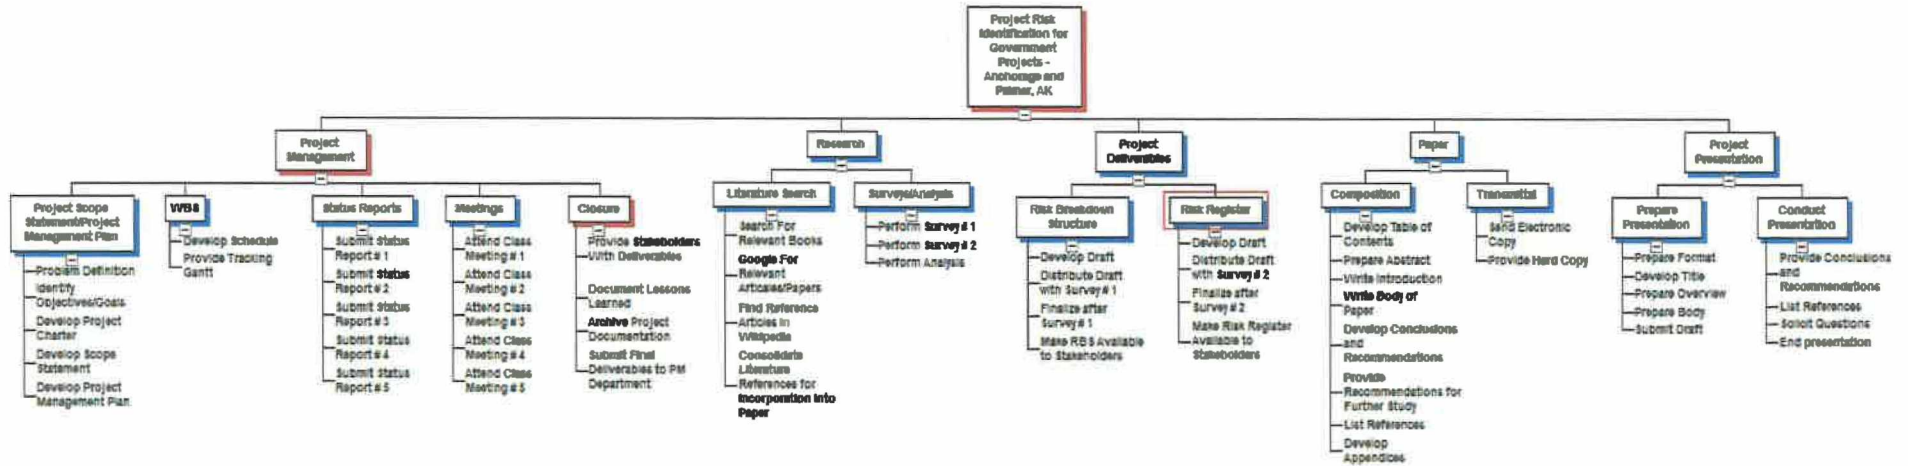 Project Risk
Identification for
Government
Projects -
Anchorage and
Palmer, AK
Project
Management
Research
Project
Deliverables
Paper
Project
Presentation
Project Scope
Statement/Project
Management Plan
Problem Definition
Identify
Objectives/Goals
Develop Project
Charter
Develop Scope
Statement
Develop Project
Management Plan
WBS
Develop Schedule
Provide Tracking
Gantt
Status Reports
Submit Status
Report # 1
Submit Status
Report # 2
Submit Status
Report # 3
Submit Status
Report # 4
Submit Status
Report # 5
Meetings
Attend Class
Meeting # 1
Attend Class
Meeting # 2
Attend Class
Meeting # 3
Attend Class
Meeting # 4
Attend Class
Meeting # 5
Closure
Provide Stakeholders
With Deliverables
Document Lessons
Learned
Archive Project
Documentation
Submit Final
Deliverables to PM
Department
Literature Search
Search For
Relevant Books
Google For
Relevant
Articales/Papers
Find Reference
Articles in
Wikipedia
Consolidate
Literature
References for
Incorporation Into
Paper
Surveys/Analysis
Perform Survey # 1
Perform Survey # 2
Perform Analysis
Risk Breakdown
Structure
Develop Draft
Distribute Draft
with Survey # 1
Finalize after
Survey # 1
Make RBS Available
to Stakeholders
Risk Register
Develop Draft
Distribute Draft
with Survey # 2
Finalize after
Survey # 2
Make Risk Register
Available to
Stakeholders
Composition
Develop Table of
Contents
Prepare Abstract
Write Introduction
Write Body of
Paper
Develop Conclusions
and
Recommendations
Provide
Recommendations for
Further Study
List References
Develop
Appendices
Transmittal
Send Electronic
Copy
Provide Hard Copy
Prepare
Presentation
Prepare Format
Develop Title
Prepare Overview
Prepare Body
Submit Draft
Conduct
Presentation
Provide Conclusions
and
Recommendations
List References
Solicit Questions
End presentation